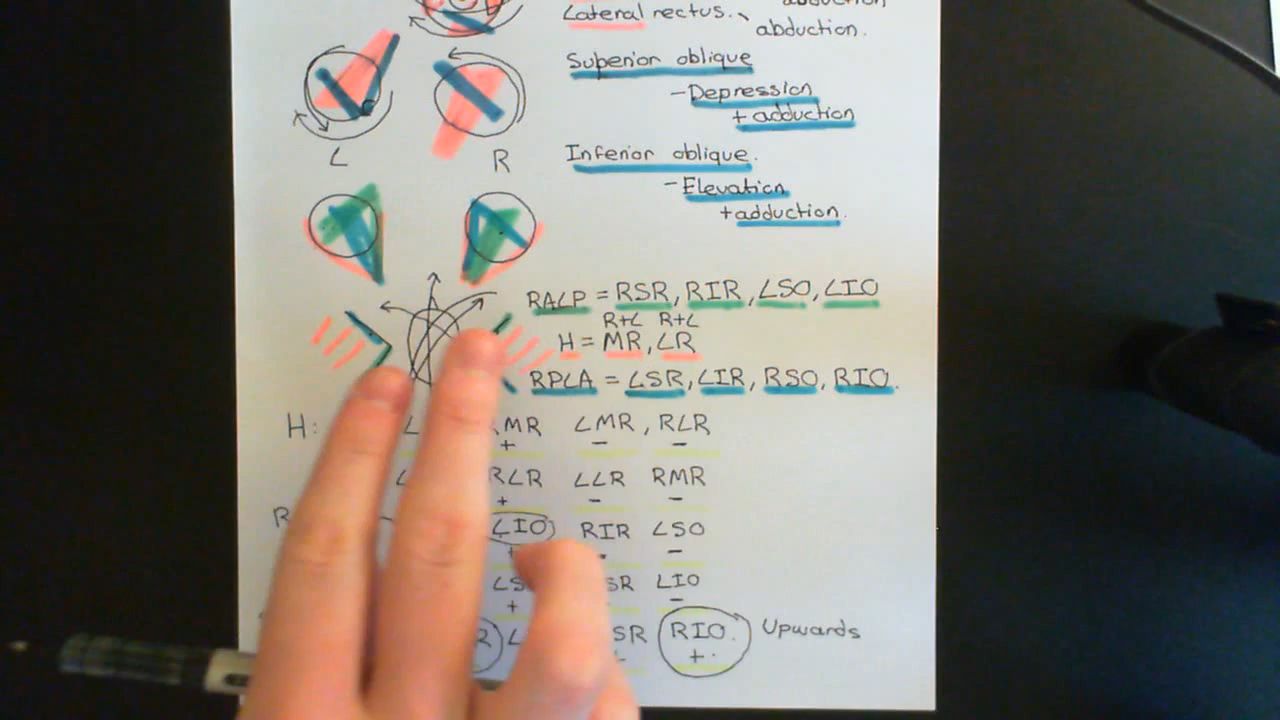 Lateral rectus.
abduction
abduction.
Superior oblique
- Depression
+ adduction
L R
Inferior oblique.
- Elevation
+ adduction.
RALP = RSR, RIR, LSO, LIO
R+L R+L
H = MR, LR
RPLA = LSR, LIR, RSO, RIO.
H: MR LMR, RLR
+ - -
RLR LLR RMR
+ - -
R LIO RIR LSO
-
SR LIO
+ -
RIO. Upwards
+